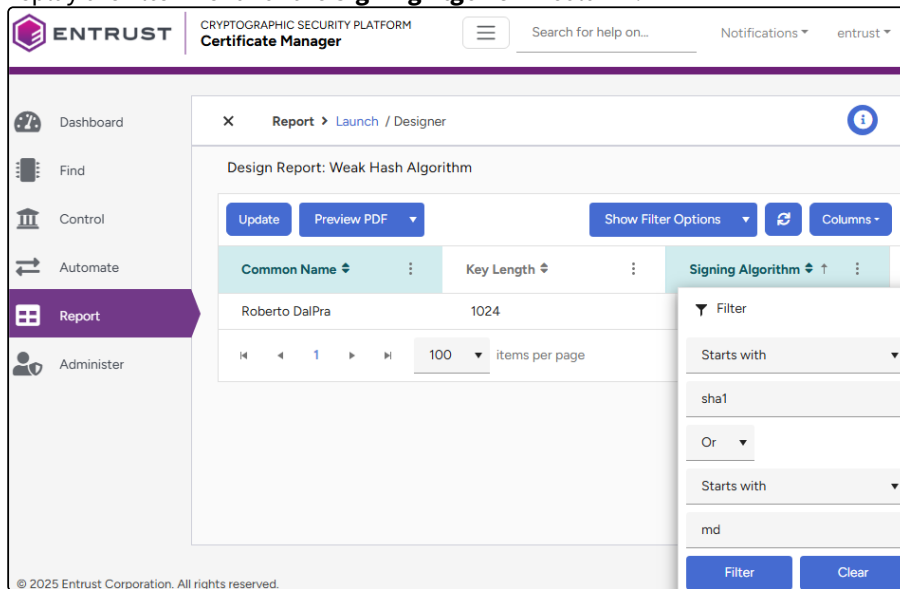 ENTRUST
CRYPTOGRAPHIC SECURITY PLATFORM
Certificate Manager
Search for help on...
Notifications
entrust
Dashboard
Find
Control
Automate
Report
Administer
Report > Launch / Designer
Design Report: Weak Hash Algorithm
Update
Preview PDF
Show Filter Options
Columns
Common Name
Key Length
Signing Algorithm
Roberto DalPra
1024
1
100
items per page
Filter
Starts with
sha1
Or
Starts with
md
Filter
Clear
© 2025 Entrust Corporation. All rights reserved.